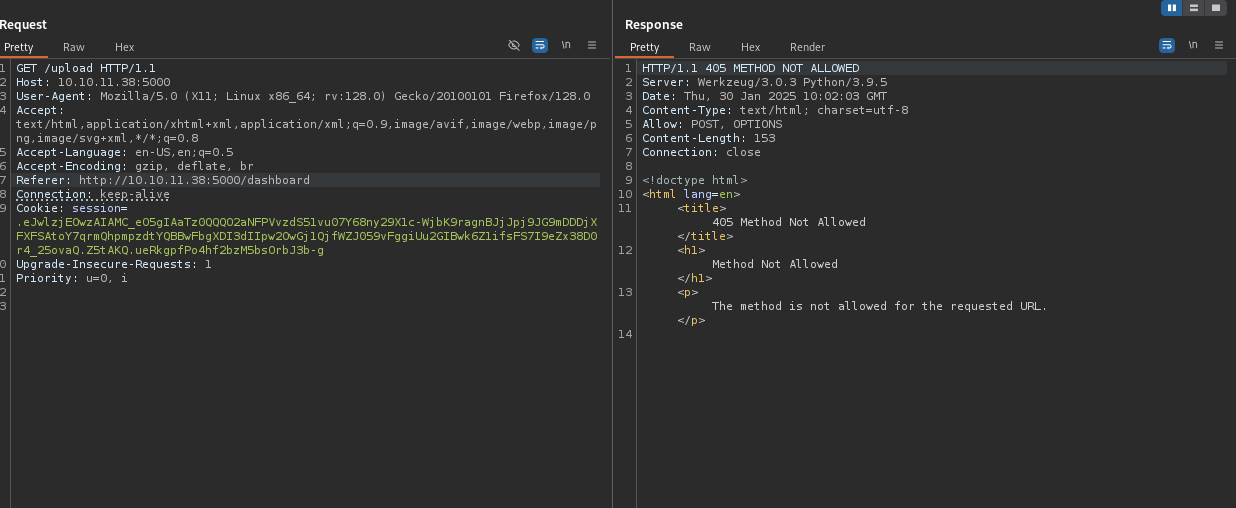 Request
Pretty Raw Hex
\n
1 GET /upload HTTP/1.1
2 Host: 10.10.11.38:5000
3 User-Agent: Mozilla/5.0 (X11; Linux x86_64; rv:128.0) Gecko/20100101 Firefox/128.0
4 Accept:
text/html,application/xhtml+xml,application/xml;q=0.9,image/avif,image/webp,image/p
ng,image/svg+xml,*/*;q=0.8
5 Accept-Language: en-US,en;q=0.5
6 Accept-Encoding: gzip, deflate, br
7 Referer: http://10.10.11.38:5000/dashboard
8 Connection: keep-alive
9 Cookie: session=
.eJwlzjEOwzAIAMC_eO5gIAaTz0QQQO2aNFPVvzdS51vu07Y68ny29X1c-WjbK9ragnBJjJpj9JG9mDDDjX
FXFSAtoY7qrmQhpmpzdtYQBBwFbgXDI3dIIpw2OwGj1QjfWZJ059vFggiUu2GIBwk6Z1ifsFS7I9eZx38D0
r4_25ovaQ.Z5tAKQ.ueRkgpfPo4hf2bzM5bsOrbJ3b-g
0 Upgrade-Insecure-Requests: 1
1 Priority: u=0, i
2
3
Response
Pretty Raw Hex Render
\n
1 HTTP/1.1 405 METHOD NOT ALLOWED
2 Server: Werkzeug/3.0.3 Python/3.9.5
3 Date: Thu, 30 Jan 2025 10:02:03 GMT
4 Content-Type: text/html; charset=utf-8
5 Allow: POST, OPTIONS
6 Content-Length: 153
7 Connection: close
8
9 <!doctype html>
10 <html lang=en>
11 <title>
405 Method Not Allowed
</title>
12 <h1>
Method Not Allowed
</h1>
13 <p>
The method is not allowed for the requested URL.
</p>
14